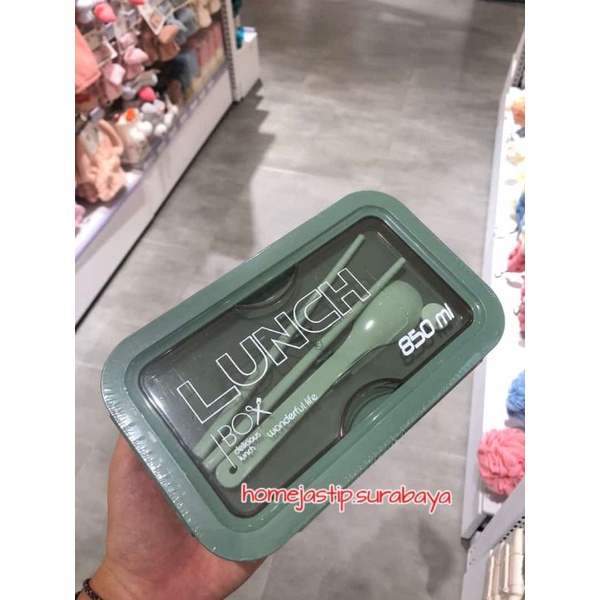 LUNCH
850 ml
BOX
delicious
lunch
wonderful life
homejastip.surabaya